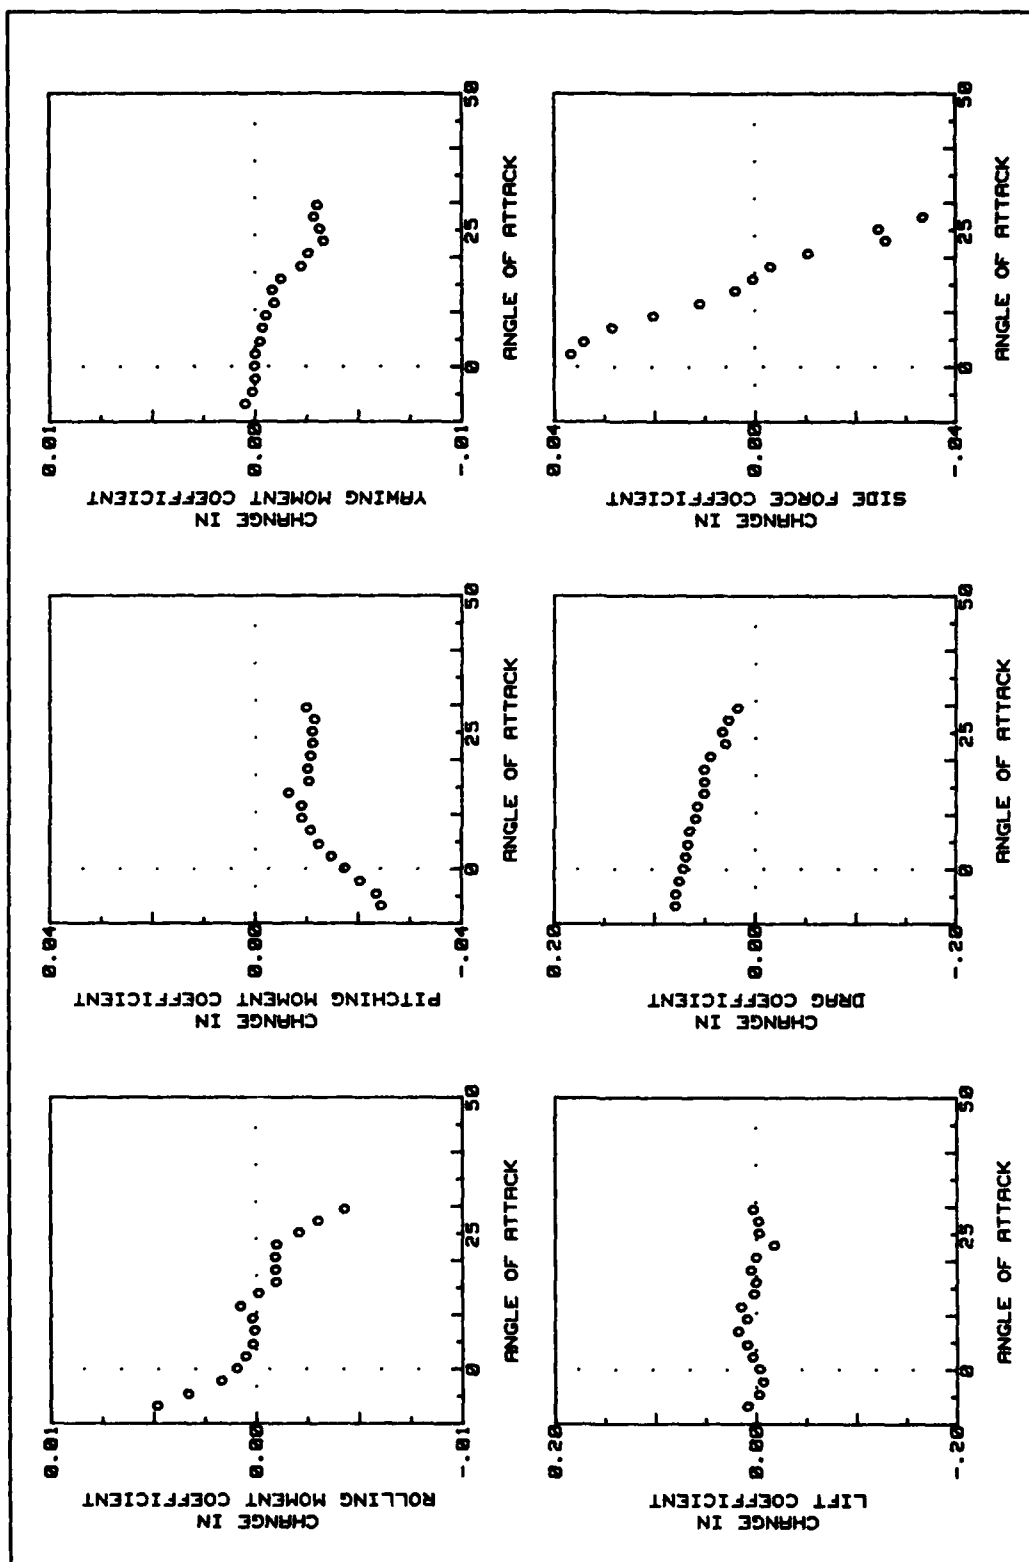 CHANGE IN
ROLLING MOMENT COEFFICIENT
0.01
0.00
-.01
0
25
50
ANGLE OF ATTACK
CHANGE IN
PITCHING MOMENT COEFFICIENT
0.04
0.00
-.04
0
25
50
ANGLE OF ATTACK
CHANGE IN
YAWING MOMENT COEFFICIENT
0.01
0.00
-.01
0
25
50
ANGLE OF ATTACK
CHANGE IN
LIFT COEFFICIENT
0.20
0.00
-.20
0
25
50
ANGLE OF ATTACK
CHANGE IN
DRAG COEFFICIENT
0.20
0.00
-.20
0
25
50
ANGLE OF ATTACK
CHANGE IN
SIDE FORCE COEFFICIENT
0.04
0.00
-.04
0
25
50
ANGLE OF ATTACK